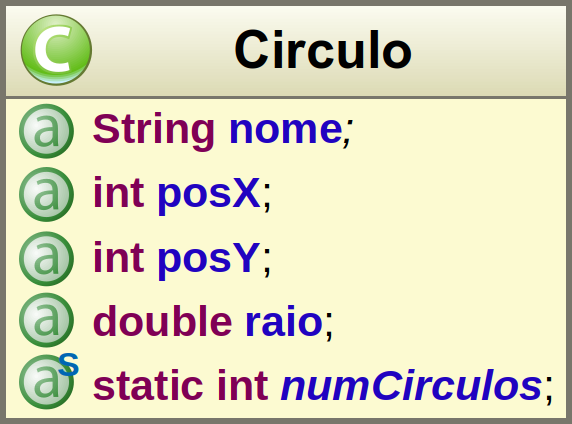 C Circulo
a String nome;
a int posX;
a int posY;
a double raio;
a S static int numCirculos;